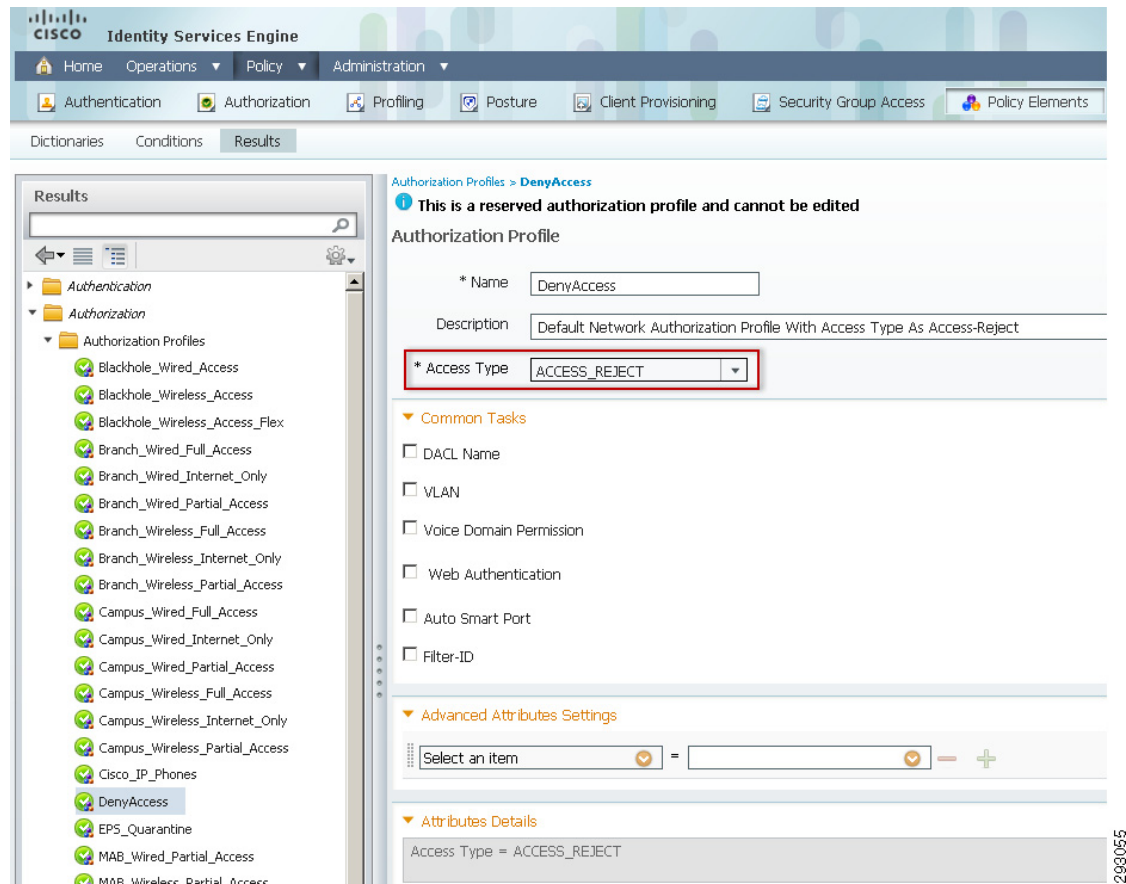 CISCO Identity Services Engine
Home Operations Policy Administration
Authentication Authorization Profiling Posture Client Provisioning Security Group Access Policy Elements
Dictionaries Conditions Results
Results
Authentication
Authorization
Authorization Profiles
Blackhole_Wired_Access
Blackhole_Wireless_Access
Blackhole_Wireless_Access_Flex
Branch_Wired_Full_Access
Branch_Wired_Internet_Only
Branch_Wired_Partial_Access
Branch_Wireless_Full_Access
Branch_Wireless_Internet_Only
Branch_Wireless_Partial_Access
Campus_Wired_Full_Access
Campus_Wired_Internet_Only
Campus_Wired_Partial_Access
Campus_Wireless_Full_Access
Campus_Wireless_Internet_Only
Campus_Wireless_Partial_Access
Cisco_IP_Phones
DenyAccess
EPS_Quarantine
MAB_Wired_Partial_Access
MAB_Wireless_Partial_Access
Authorization Profiles > DenyAccess
This is a reserved authorization profile and cannot be edited
Authorization Profile
* Name DenyAccess
Description Default Network Authorization Profile With Access Type As Access-Reject
* Access Type ACCESS_REJECT
Common Tasks
DACL Name
VLAN
Voice Domain Permission
Web Authentication
Auto Smart Port
Filter-ID
Advanced Attributes Settings
Select an item =
Attributes Details
Access Type = ACCESS_REJECT
293055